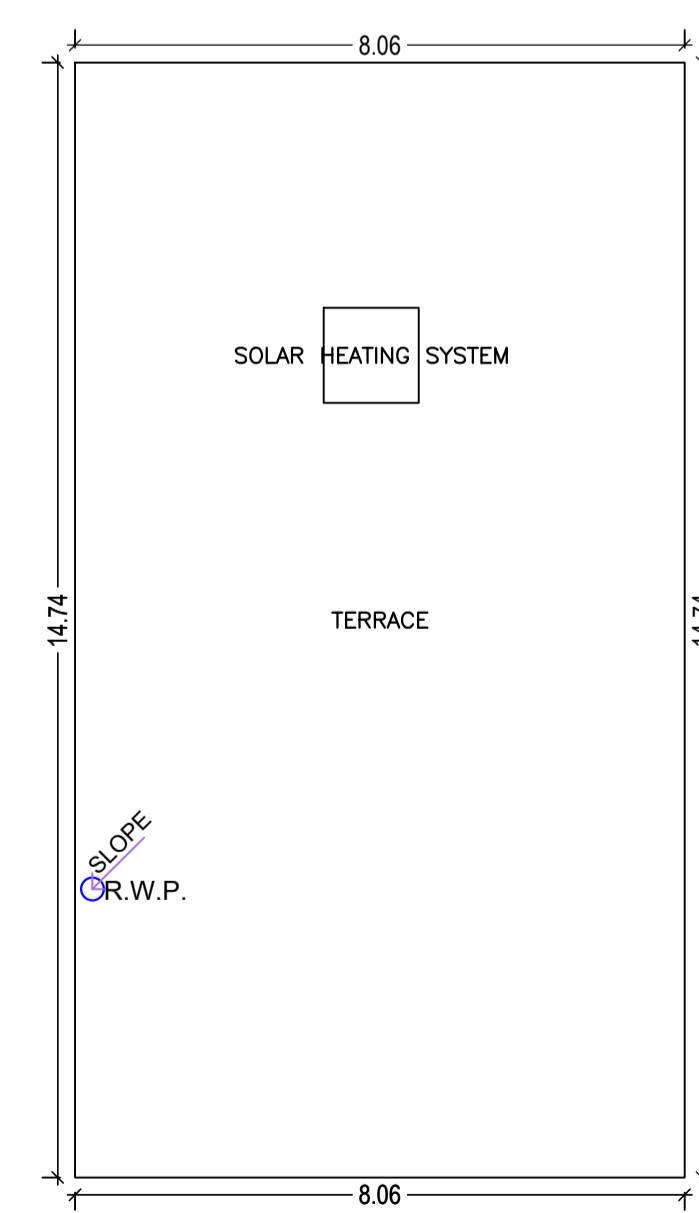 8.06
SOLAR HEATING SYSTEM
14.74
TERRACE
SLOPE
R.W.P.
8.06